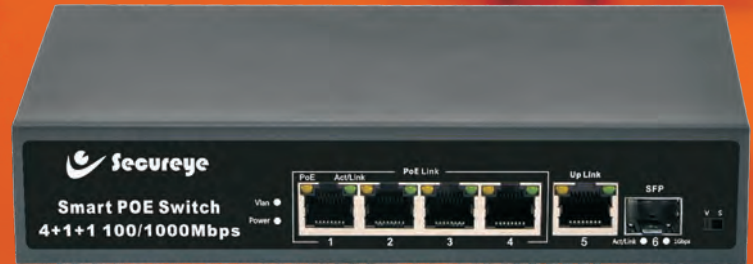 Secureye
Smart POE Switch
4+1+1 100/1000Mbps
Vlan
Power
PoE Link
PoE Act/Link
1 2 3 4
Up Link
5
SFP
Act/Link 6 1Gbps
V S